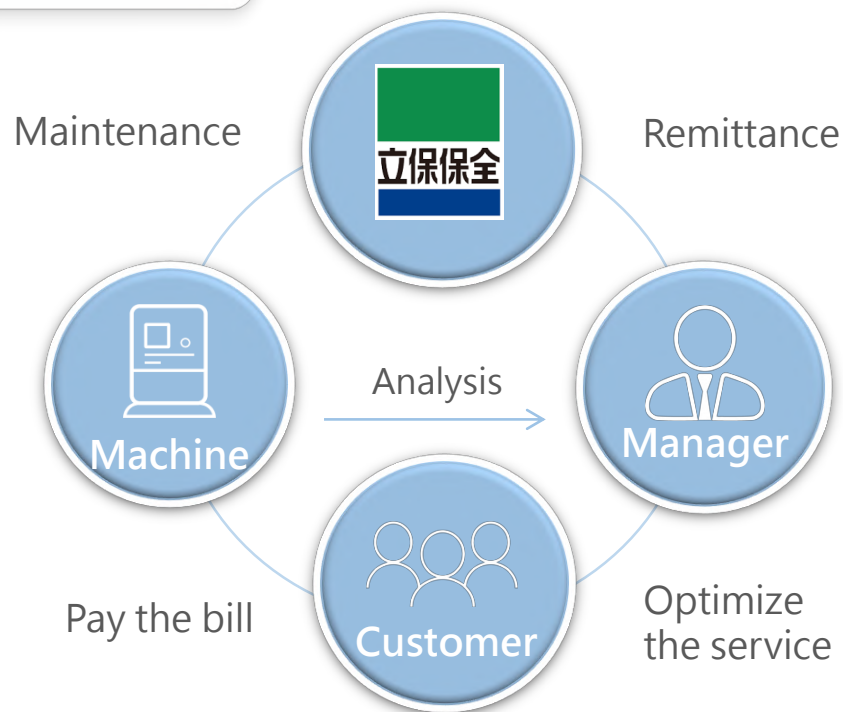 立保保全
Maintenance
Remittance
Analysis
Machine
Manager
Pay the bill
Customer
Optimize
the service